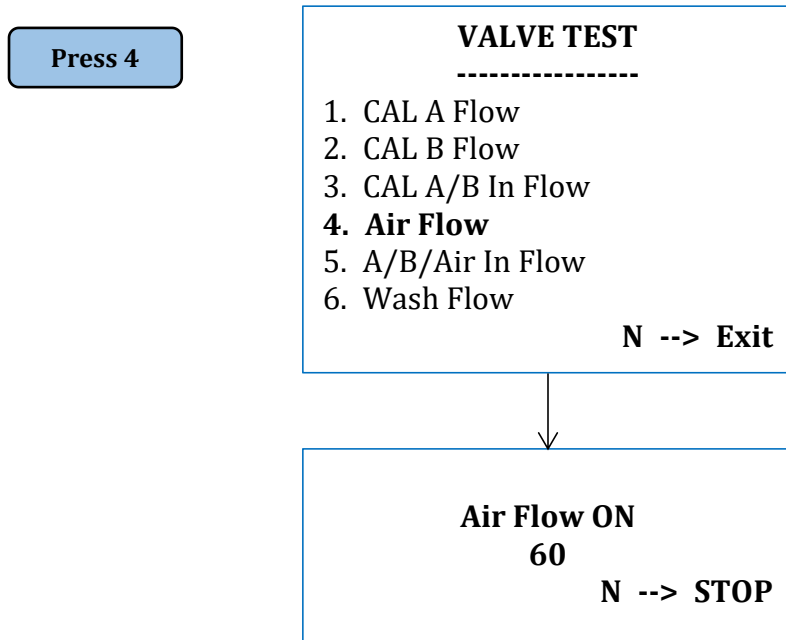 Press 4
VALVE TEST
-----------------
1. CAL A Flow
2. CAL B Flow
3. CAL A/B In Flow
4. Air Flow
5. A/B/Air In Flow
6. Wash Flow
N --> Exit
Air Flow ON
60
N --> STOP